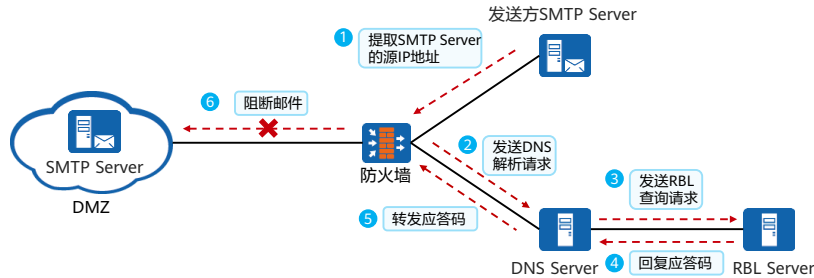 发送方SMTP Server
1
提取SMTP Server
的源IP地址
6
阻断邮件
SMTP Server
DMZ
防火墙
2
发送DNS
解析请求
3
发送RBL
查询请求
5
转发应答码
4
回复应答码
DNS Server
RBL Server